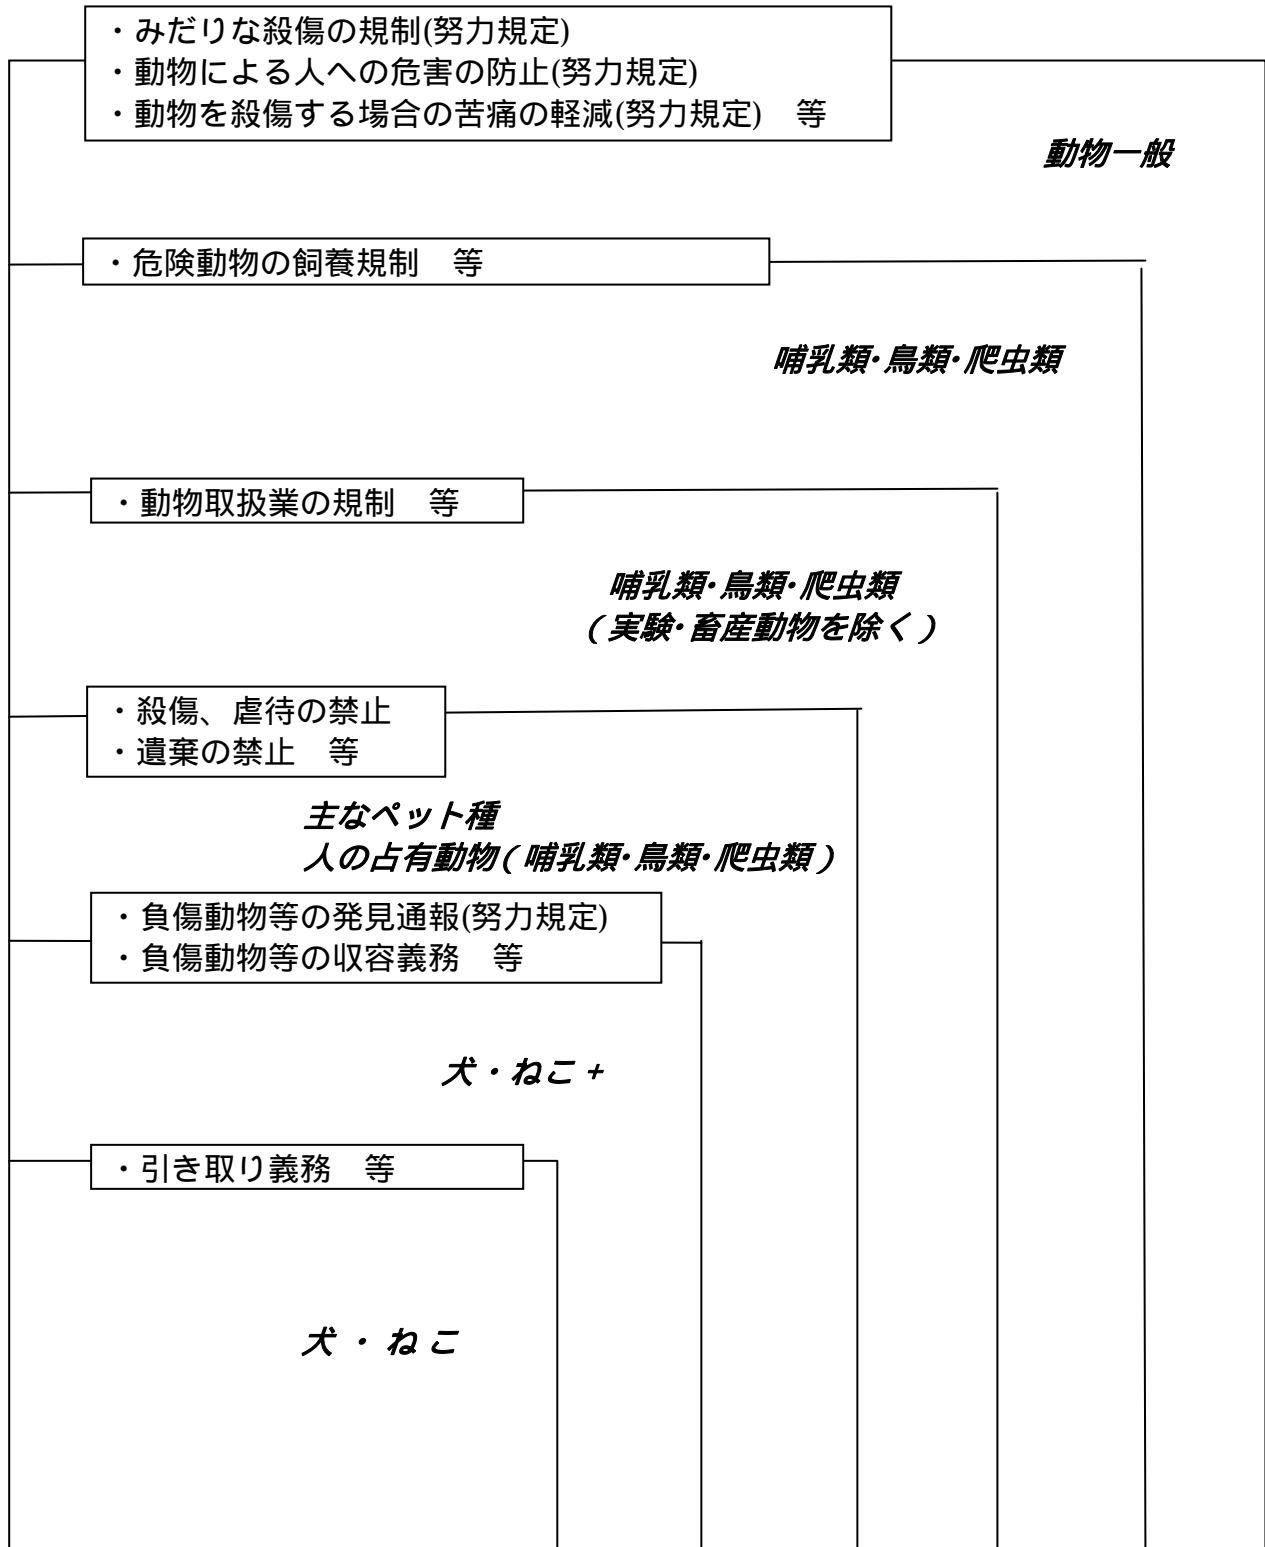 ・みだりな殺傷の規制(努力規定)
・動物による人への危害の防止(努力規定)
・動物を殺傷する場合の苦痛の軽減(努力規定)　等
動物一般
・危険動物の飼養規制　等
哺乳類・鳥類・爬虫類
・動物取扱業の規制　等
哺乳類・鳥類・爬虫類
（実験・畜産動物を除く）
・殺傷、虐待の禁止
・遺棄の禁止　等
主なペット種
人の占有動物（哺乳類・鳥類・爬虫類）
・負傷動物等の発見通報(努力規定)
・負傷動物等の収容義務　等
犬・ねこ＋
・引き取り義務　等
犬・ねこ